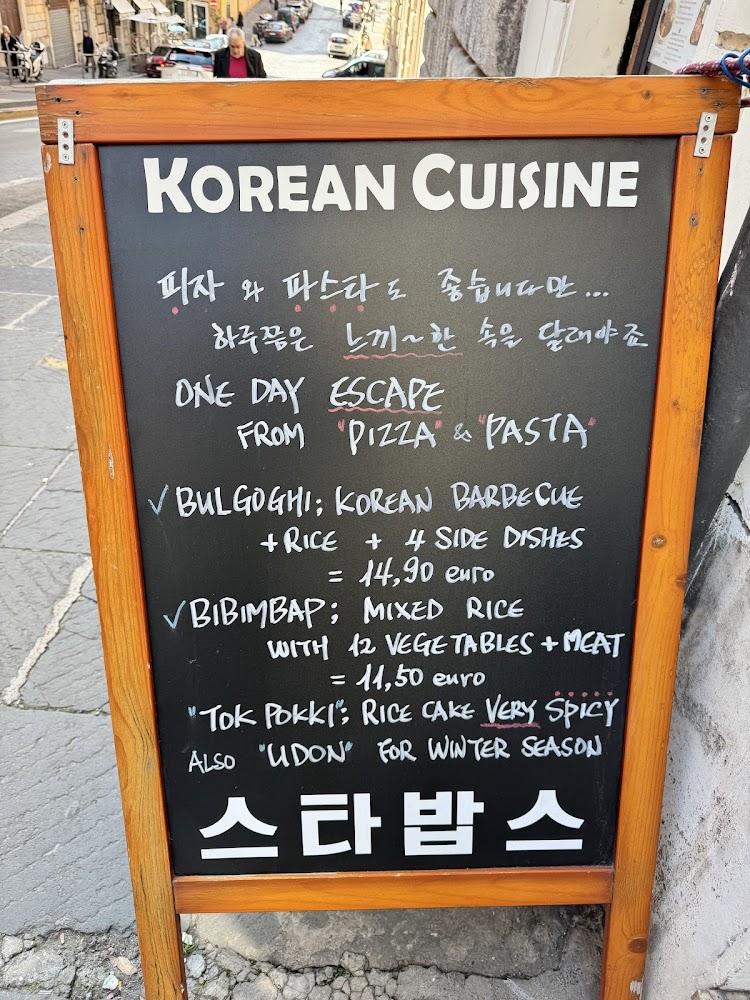 KOREAN CUISINE
피자 와 파스타도 좋습니다만...
하루쯤은 느끼~한 속을 달래야죠
ONE DAY ESCAPE
FROM "PIZZA" & "PASTA"
✓BULGOGHI; KOREAN BARBECUE
+RICE + 4 SIDE DISHES
= 14,90 euro
✓BIBIMBAP; MIXED RICE
WITH 12 VEGETABLES + MEAT
= 11,50 euro
"TOK POKKI"; RICE CAKE VERY SPICY
ALSO "UDON" FOR WINTER SEASON
스타밥스